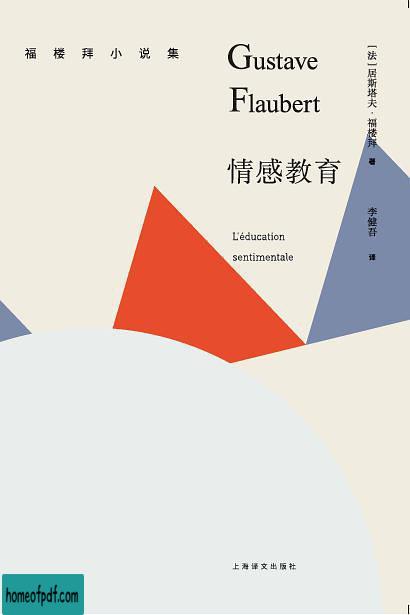 福楼拜小说集
Gustave
Flaubert
[法]居斯塔夫·福楼拜 著
情感教育
李健吾 译
L'éducation
sentimentale
上海译文出版社
homeofpdf.com